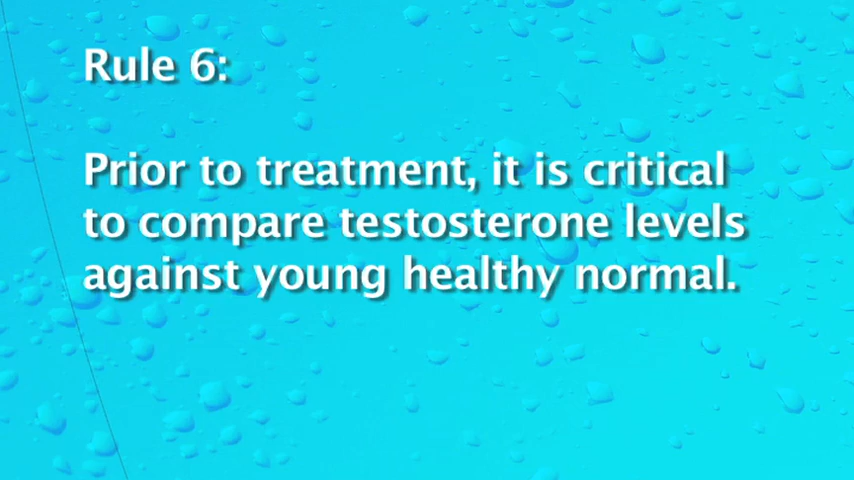 Rule 6:
Prior to treatment, it is critical
to compare testosterone levels
against young healthy normal.